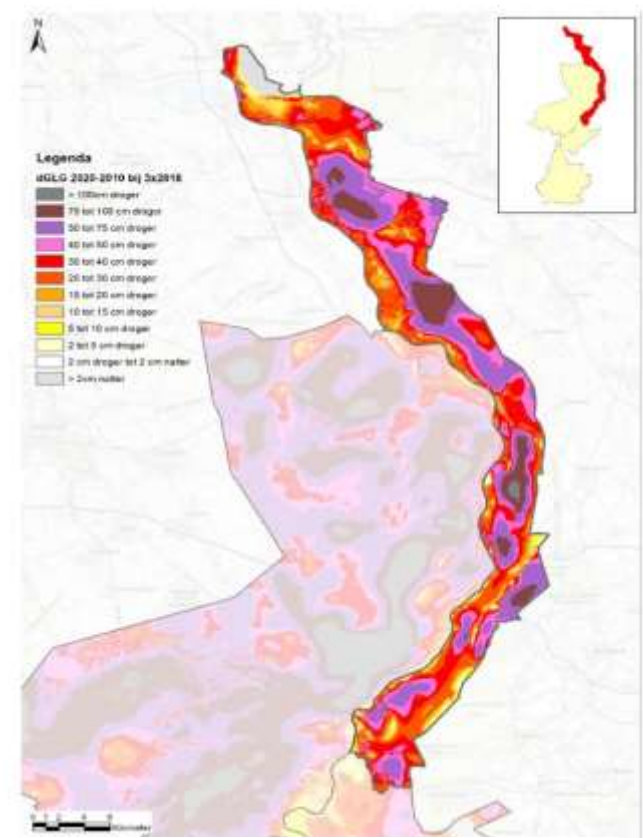 N
Legenda
dGLG 2020-2010 bij 3x2018
> 100cm droger
75 tot 100 cm droger
50 tot 75 cm droger
40 tot 50 cm droger
30 tot 40 cm droger
20 tot 30 cm droger
15 tot 20 cm droger
10 tot 15 cm droger
5 tot 10 cm droger
2 tot 5 cm droger
2 cm droger tot 2 cm natter
> 2cm natter
Kilometer